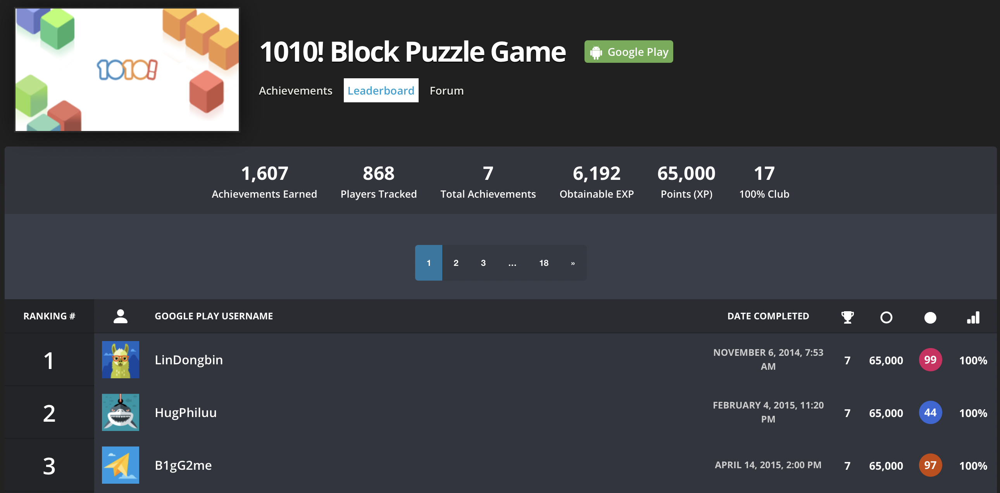 1010!
1010! Block Puzzle Game
Google Play
Achievements Leaderboard Forum
1,607 868 7 6,192 65,000 17
Achievements Earned Players Tracked Total Achievements Obtainable EXP Points (XP) 100% Club
1 2 3 ... 18 »
RANKING # GOOGLE PLAY USERNAME DATE COMPLETED
1 LinDongbin NOVEMBER 6, 2014, 7:53 AM 7 65,000 99 100%
2 HugPhiluu FEBRUARY 4, 2015, 11:20 PM 7 65,000 44 100%
3 B1gG2me APRIL 14, 2015, 2:00 PM 7 65,000 97 100%